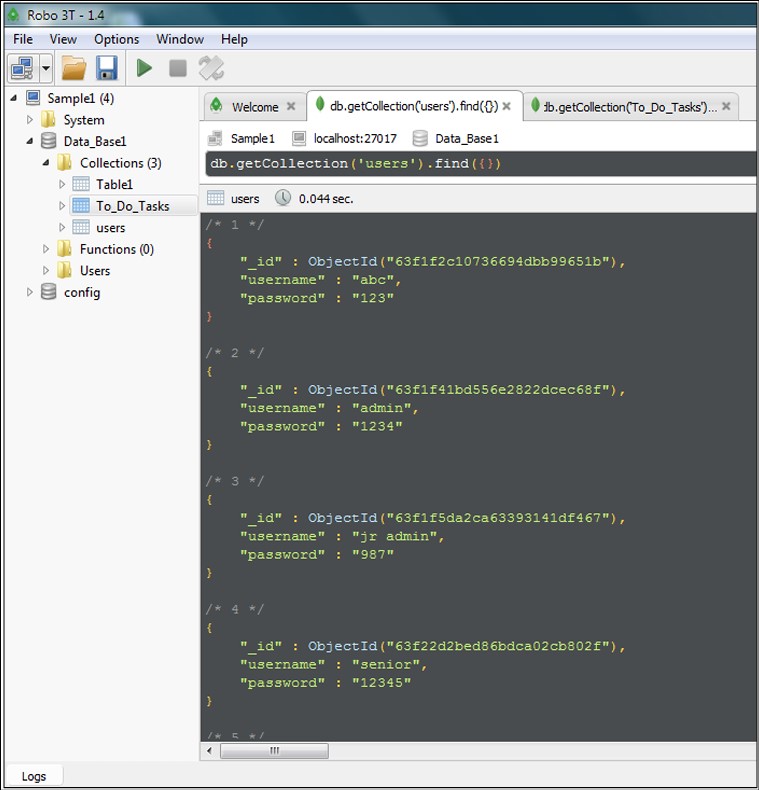 Robo 3T - 1.4
File View Options Window Help
Sample1 (4)
System
Data_Base1
Collections (3)
Table1
To_Do_Tasks
users
Functions (0)
Users
config
Welcome
db.getCollection('users').find({})
db.getCollection('To_Do_Tasks')...
Sample1 localhost:27017 Data_Base1
db.getCollection('users').find({})
users 0.044 sec.
/* 1 */
{
"_id" : ObjectId("63f1f2c10736694dbb99651b"),
"username" : "abc",
"password" : "123"
}
/* 2 */
{
"_id" : ObjectId("63f1f41bd556e2822dcec68f"),
"username" : "admin",
"password" : "1234"
}
/* 3 */
{
"_id" : ObjectId("63f1f5da2ca63393141df467"),
"username" : "jr admin",
"password" : "987"
}
/* 4 */
{
"_id" : ObjectId("63f22d2bed86bdca02cb802f"),
"username" : "senior",
"password" : "12345"
}
/* 5 */
Logs